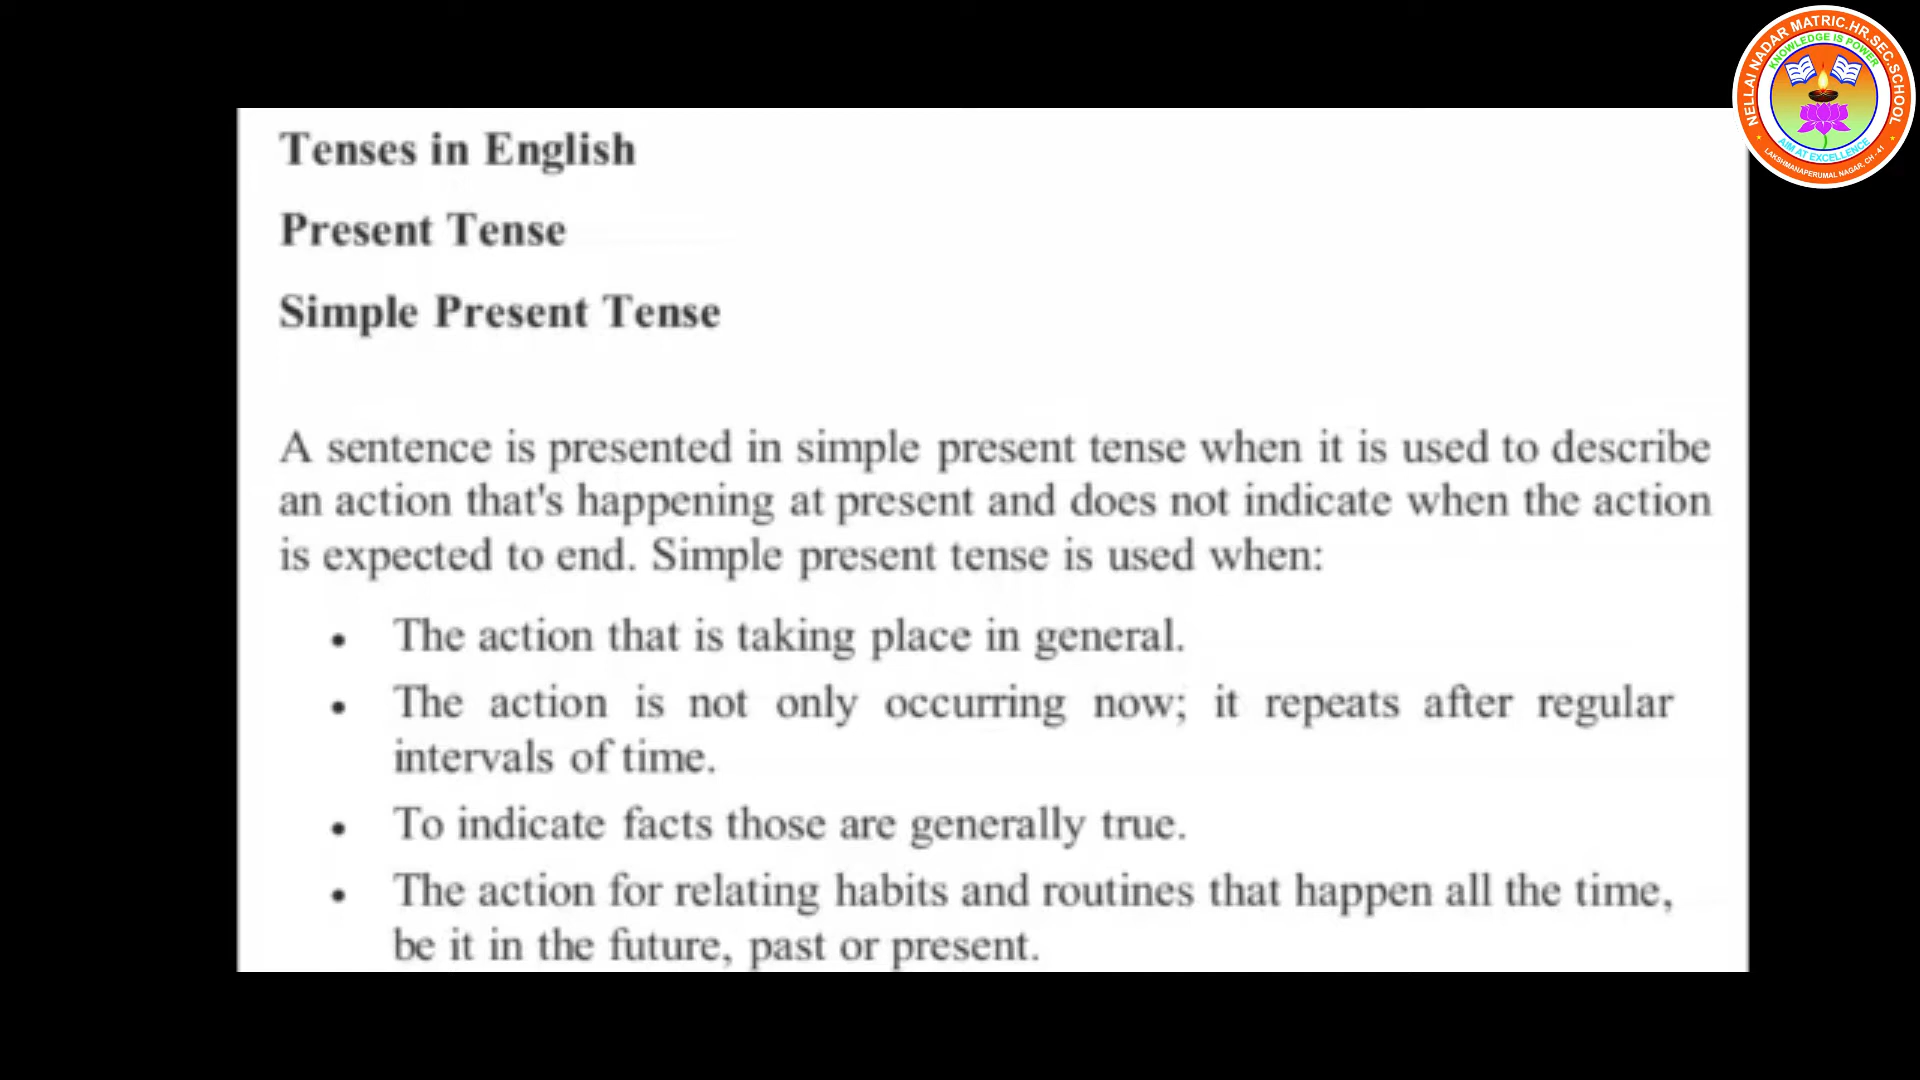 Tenses in English
Present Tense
Simple Present Tense
A sentence is presented in simple present tense when it is used to describe
an action that's happening at present and does not indicate when the action
is expected to end. Simple present tense is used when:
• The action that is taking place in general.
• The action is not only occurring now; it repeats after regular
intervals of time.
• To indicate facts those are generally true.
• The action for relating habits and routines that happen all the time,
be it in the future, past or present.
NELLAI NADAR MATRIC.HR.SEC.SCHOOL
KNOWLEDGE IS POWER
AIM AT EXCELLENCE
LAKSHMANAPERUMAL NAGAR, CH - 41